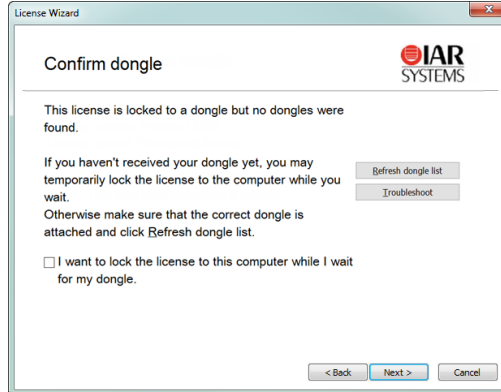 License Wizard
Confirm dongle
IAR
SYSTEMS
This license is locked to a dongle but no dongles were
found.
If you haven't received your dongle yet, you may
temporarily lock the license to the computer while you
wait.
Otherwise make sure that the correct dongle is
attached and click Refresh dongle list.
Refresh dongle list
Troubleshoot
I want to lock the license to this computer while I wait
for my dongle.
< Back Next > Cancel